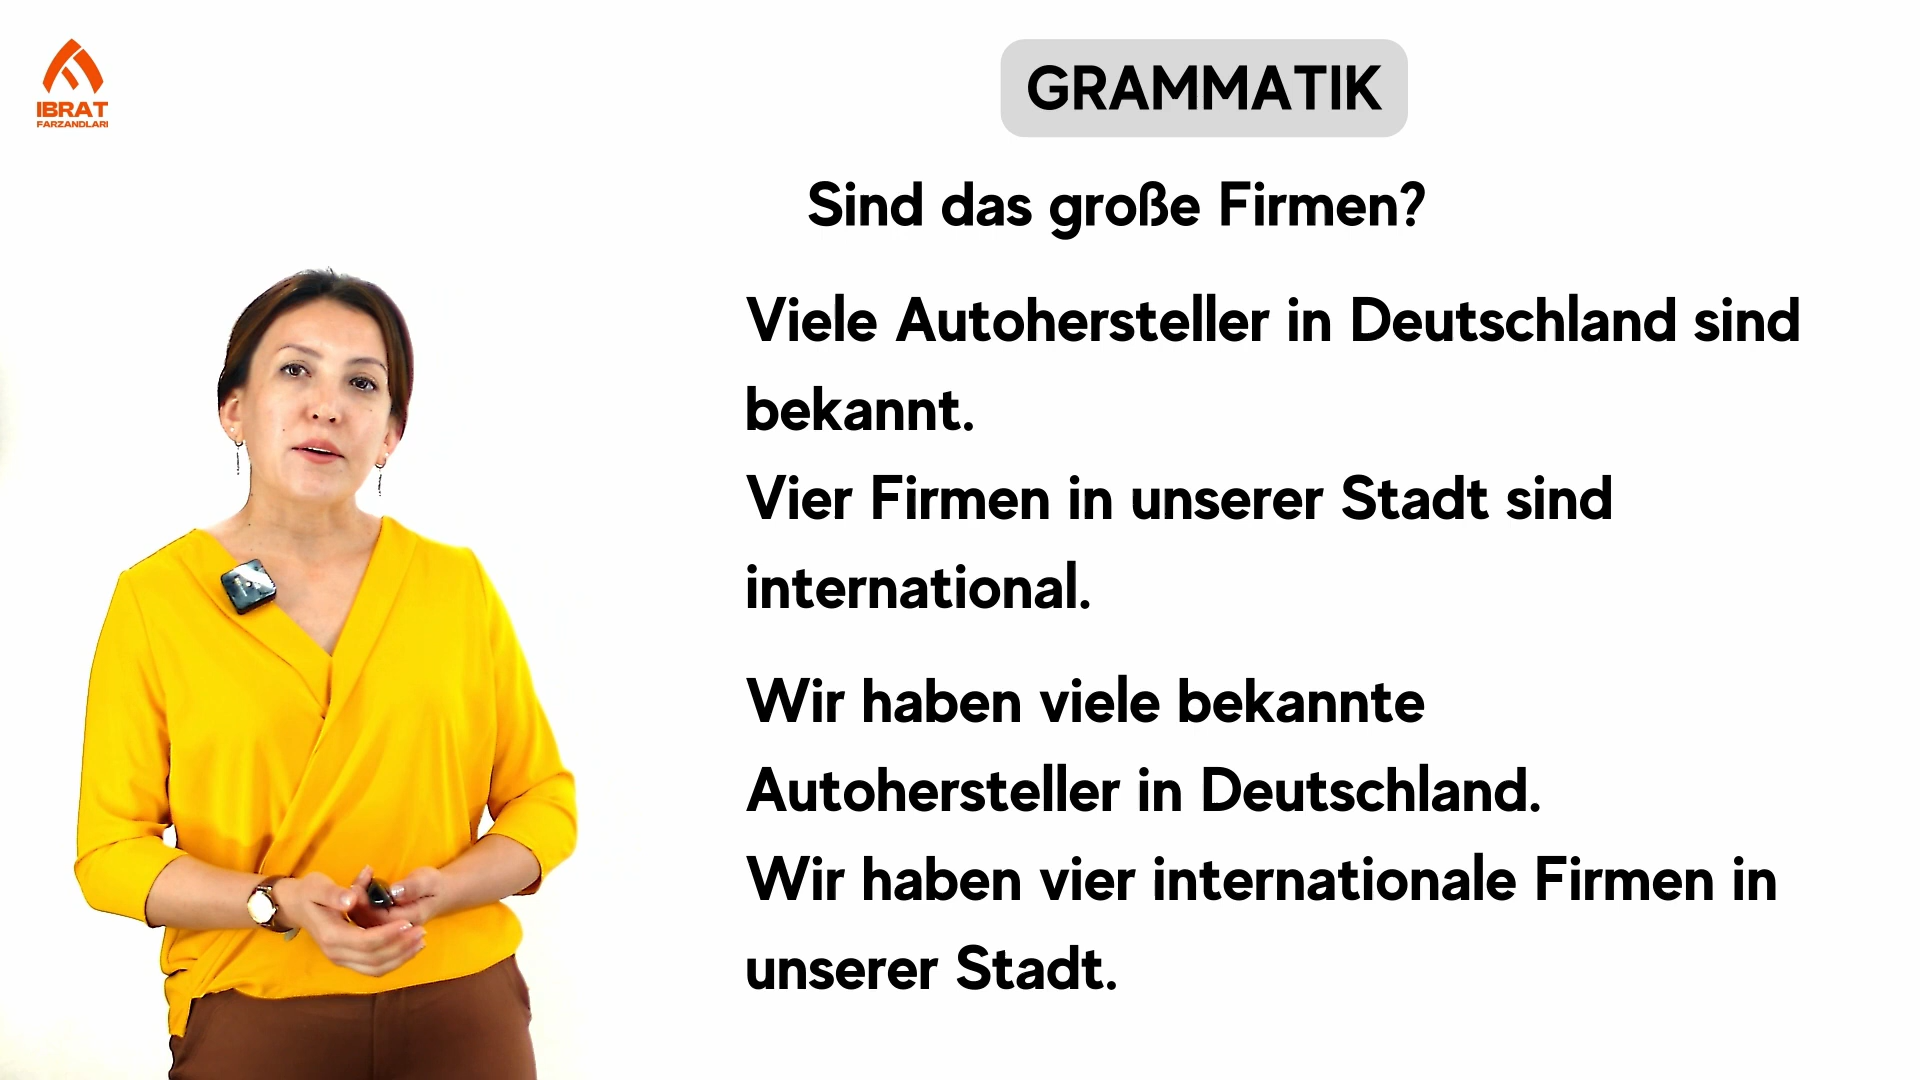 IBRAT
FARZANDLARI
GRAMMATIK
Sind das große Firmen?
Viele Autohersteller in Deutschland sind
bekannt.
Vier Firmen in unserer Stadt sind
international.
Wir haben viele bekannte
Autohersteller in Deutschland.
Wir haben vier internationale Firmen in
unserer Stadt.